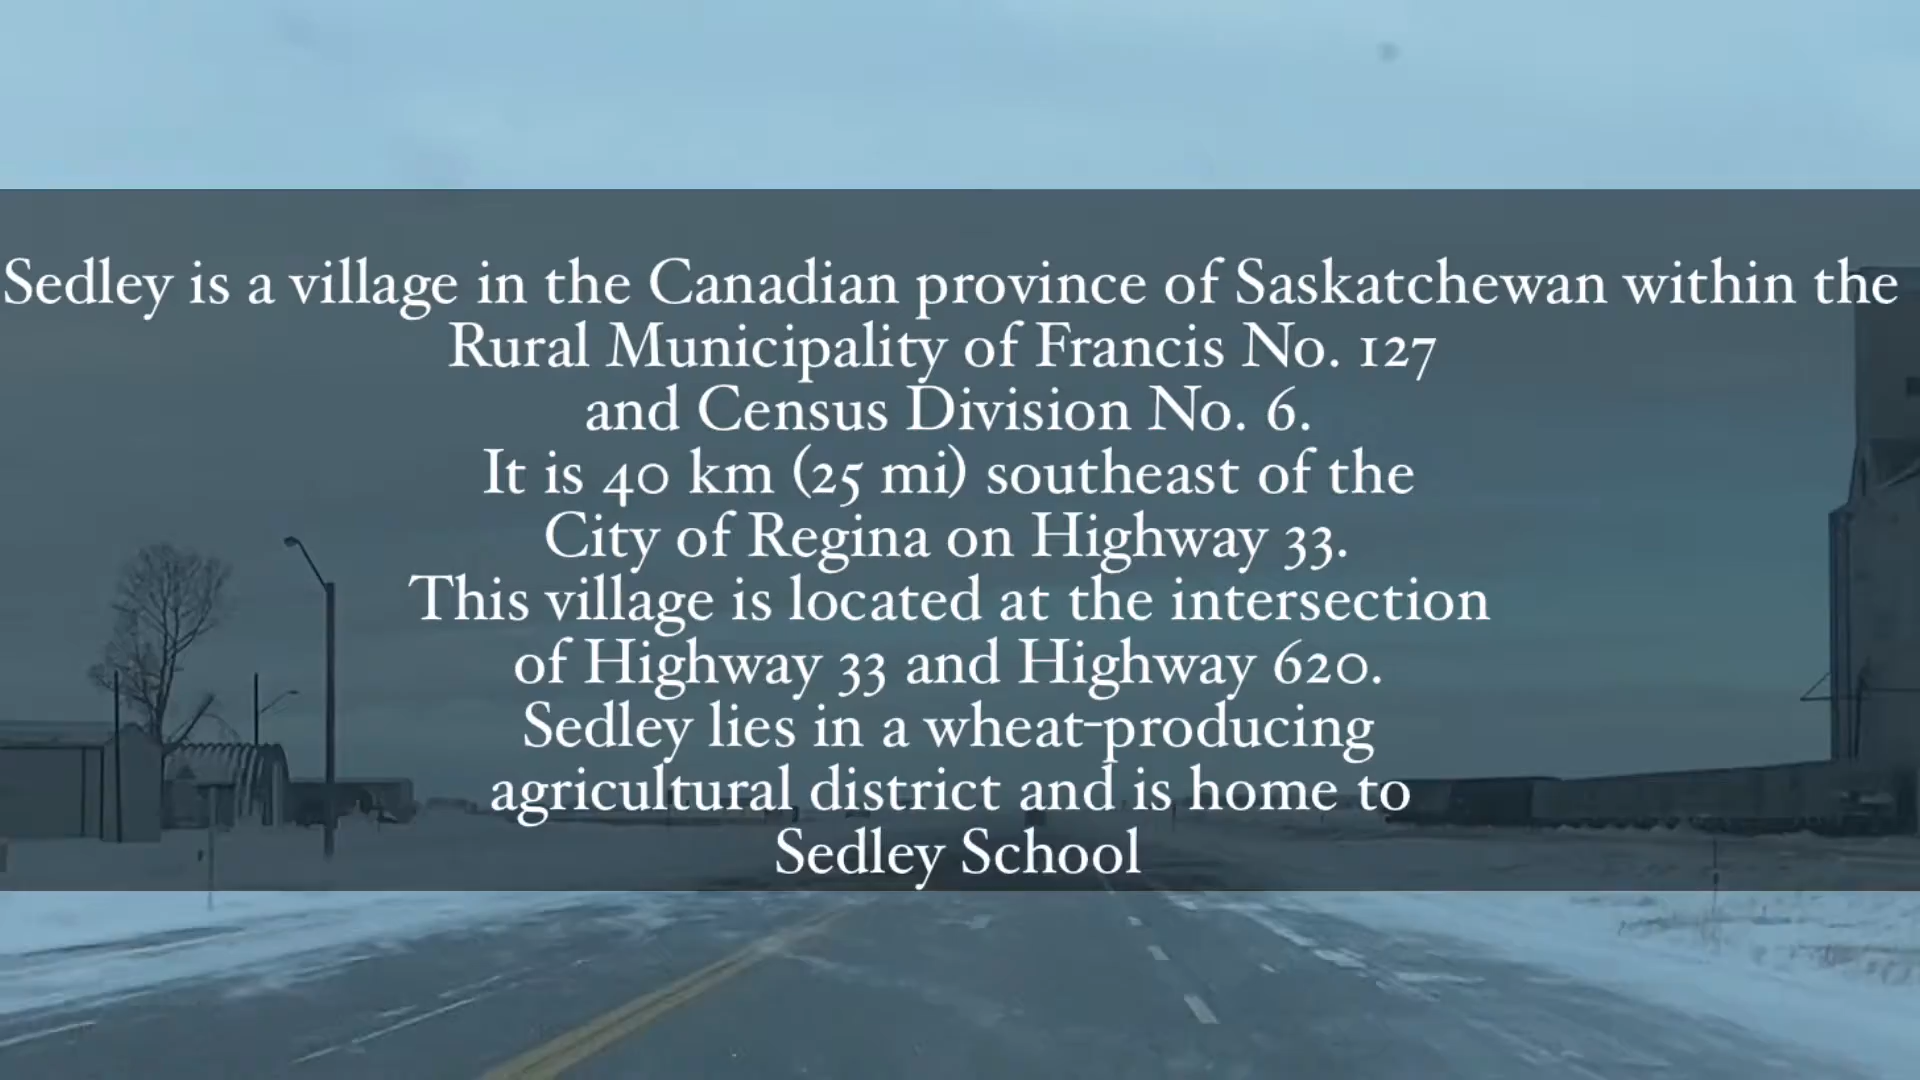 Sedley is a village in the Canadian province of Saskatchewan within the
Rural Municipality of Francis No. 127
and Census Division No. 6.
It is 40 km (25 mi) southeast of the
City of Regina on Highway 33.
This village is located at the intersection
of Highway 33 and Highway 620.
Sedley lies in a wheat-producing
agricultural district and is home to
Sedley School